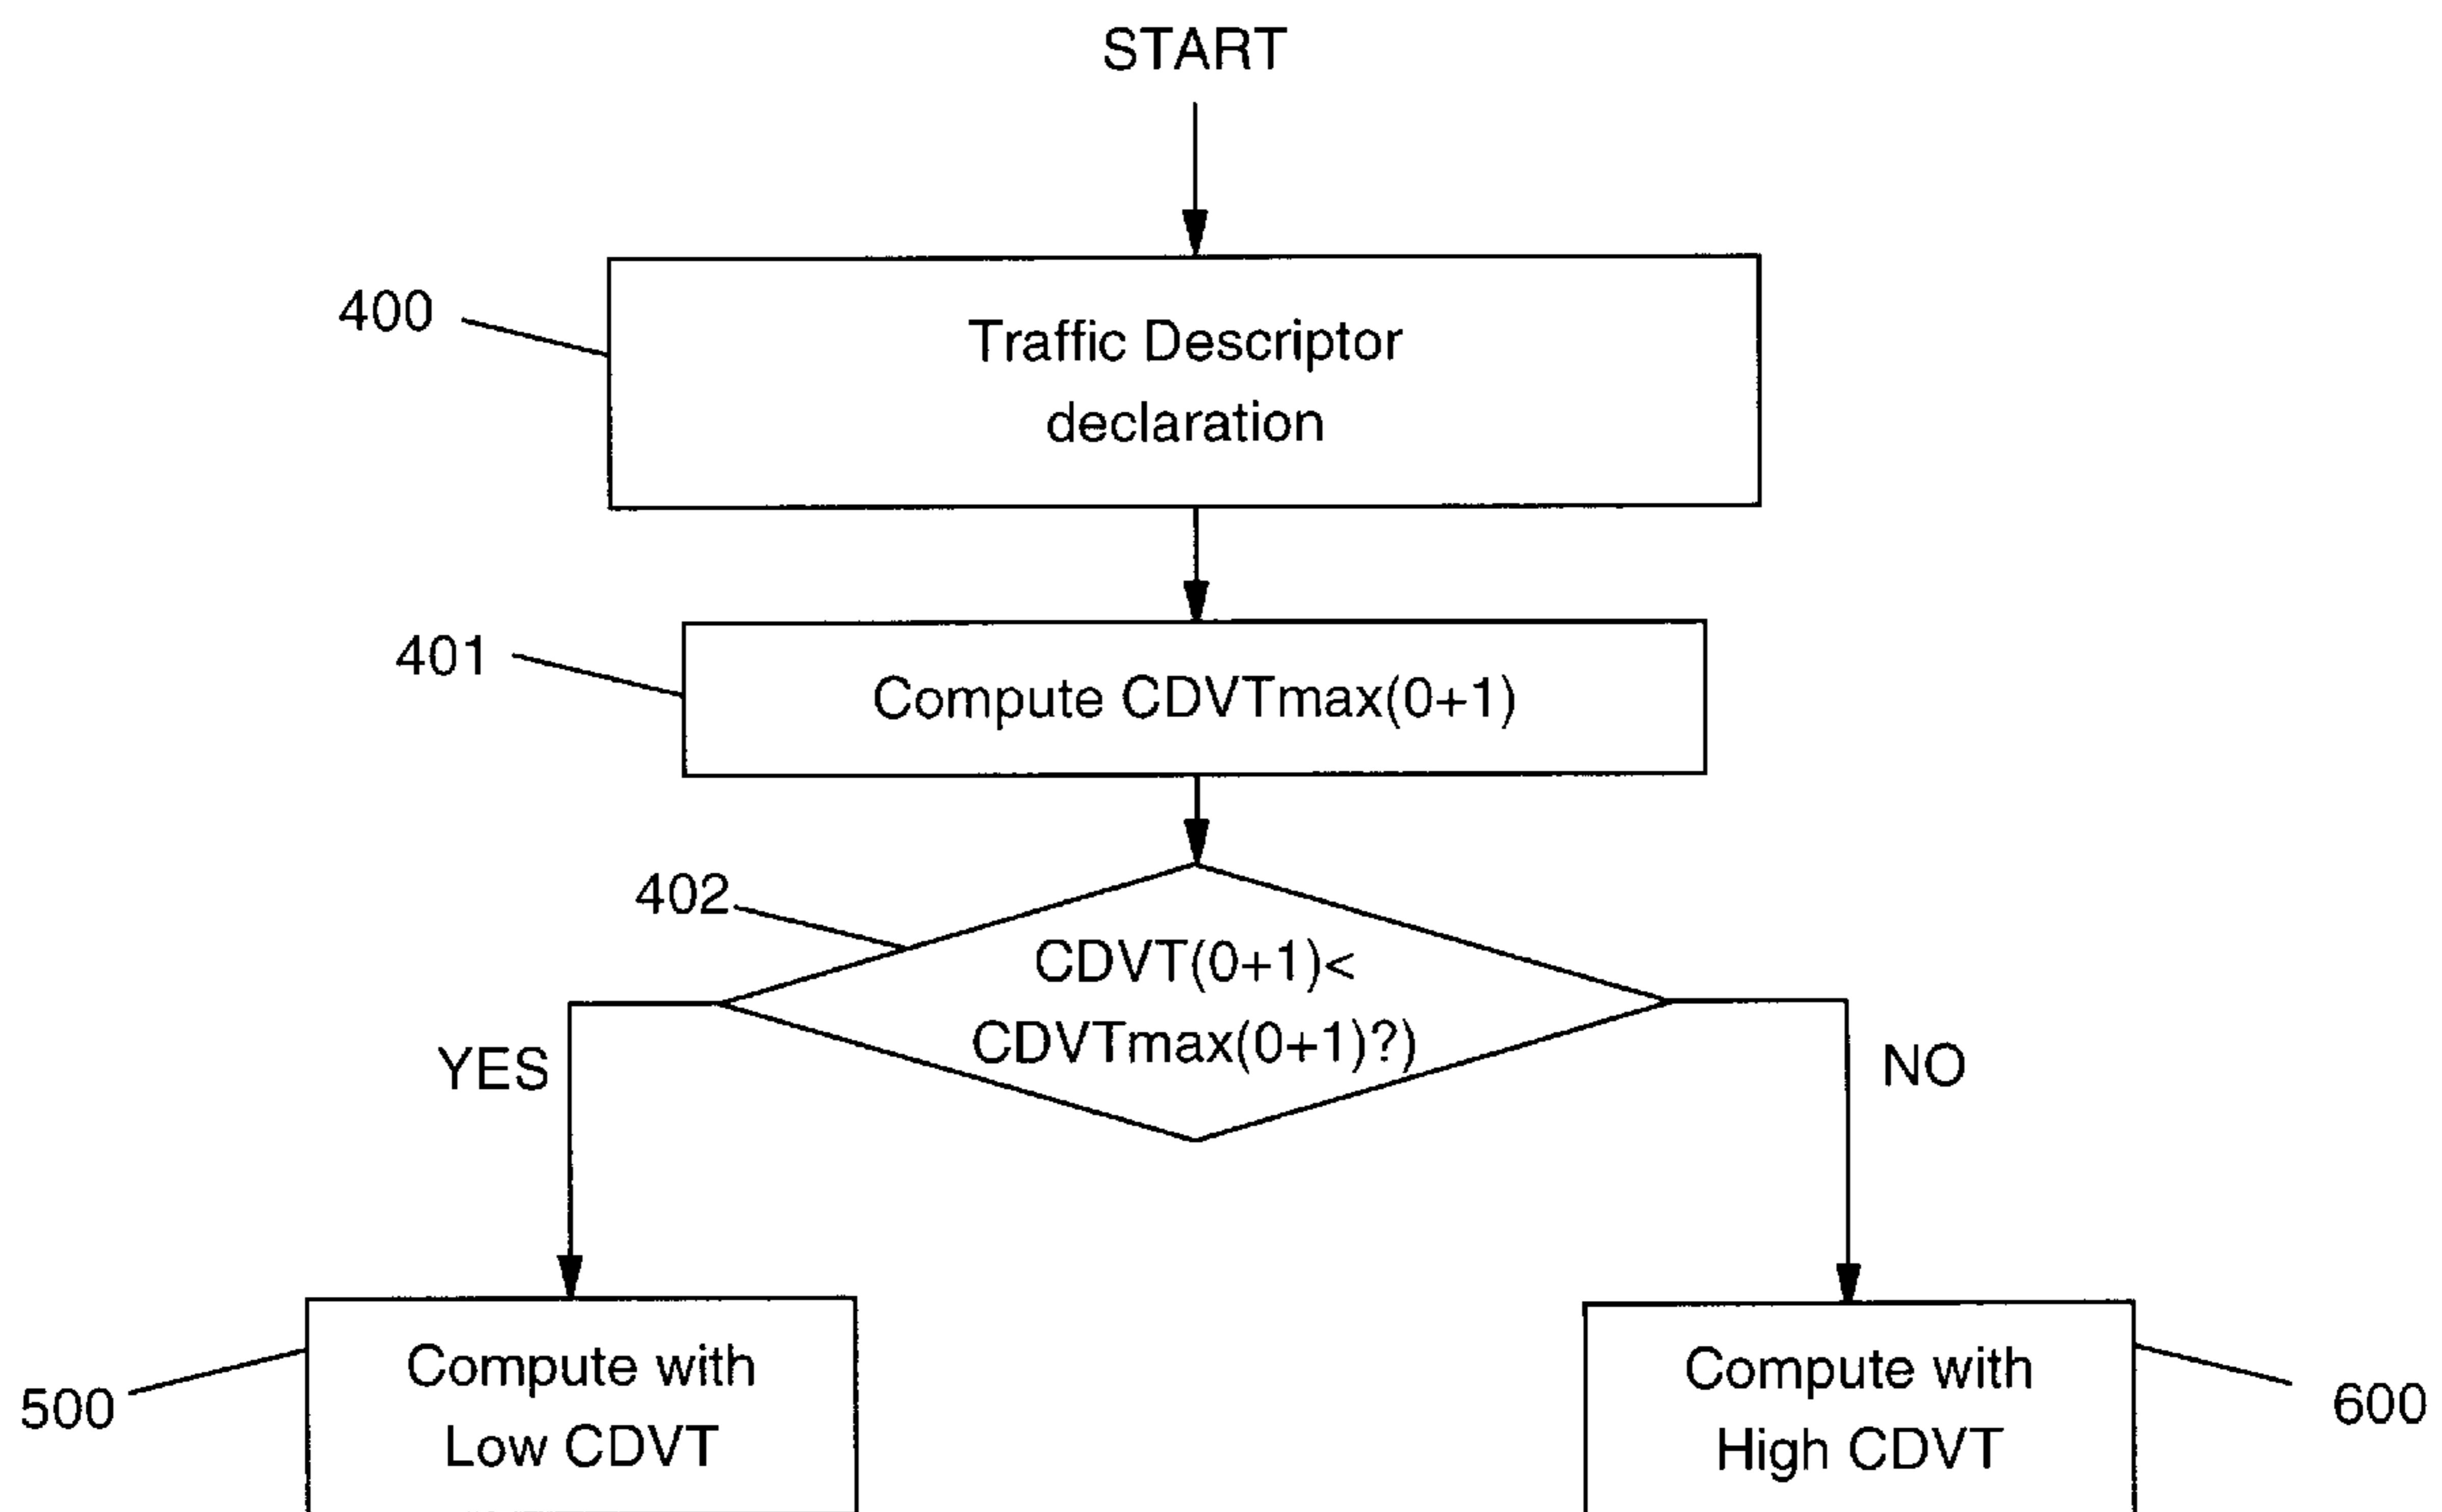 START
400
Traffic Descriptor
declaration
401
Compute CDVTmax(0+1)
402
CDVT(0+1)<
CDVTmax(0+1)?)
YES
NO
500
Compute with
Low CDVT
Compute with
High CDVT
600